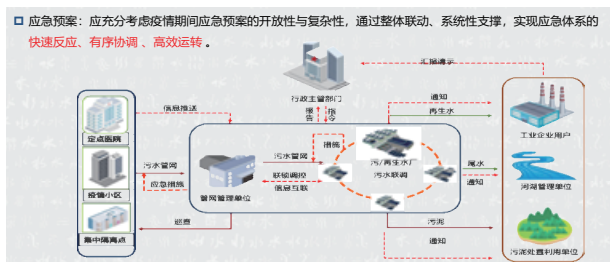 应急预案：应充分考虑疫情期间应急预案的开放性与复杂性，通过整体联动、系统性支撑，实现应急体系的
快速反应、有序协调 、高效运转 。
汇报请示
行政主管部门
报告
指令
信息推送
通知
再生水
定点医院
工业企业用户
污水管网
应急措施
疫情小区
管网管理单位
污水管网
措施
联锁调控
信息互联
污/再生水厂
污水联调
尾水
通知
河湖管理单位
集中隔离点
巡查
污泥
通知
污泥处置利用单位